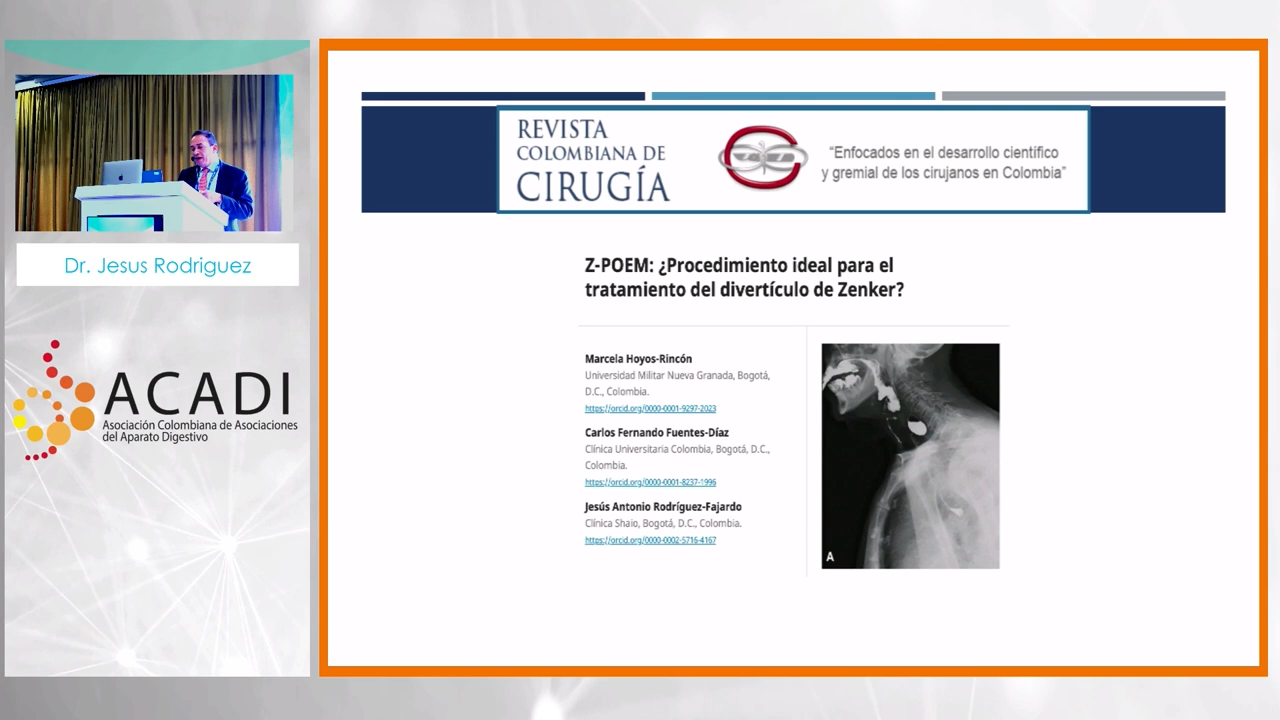 Dr. Jesus Rodriguez
ACADI
Asociación Colombiana de Asociaciones
del Aparato Digestivo
REVISTA
COLOMBIANA DE
CIRUGÍA
“Enfocados en el desarrollo científico
y gremial de los cirujanos en Colombia”
Z-POEM: ¿Procedimiento ideal para el
tratamiento del divertículo de Zenker?
Marcela Hoyos-Rincón
Universidad Militar Nueva Granada, Bogotá,
D.C., Colombia.
https://orcid.org/0000-0001-9297-2023
Carlos Fernando Fuentes-Díaz
Clínica Universitaria Colombia, Bogotá, D.C.,
Colombia.
https://orcid.org/0000-0001-8237-1996
Jesús Antonio Rodríguez-Fajardo
Clínica Shaio, Bogotá, D.C., Colombia.
https://orcid.org/0000-0002-5716-4167
A